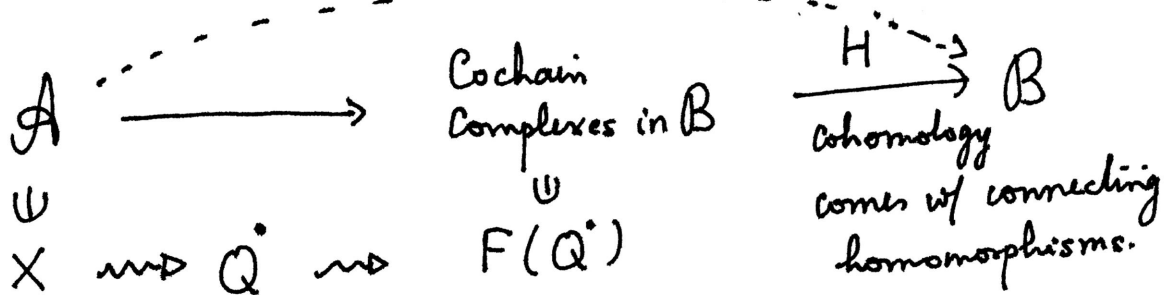 H
𝒜 Cochain Complexes in B B
cohomology
comes w/ connecting
homomorphisms.
X Q• F(Q•)